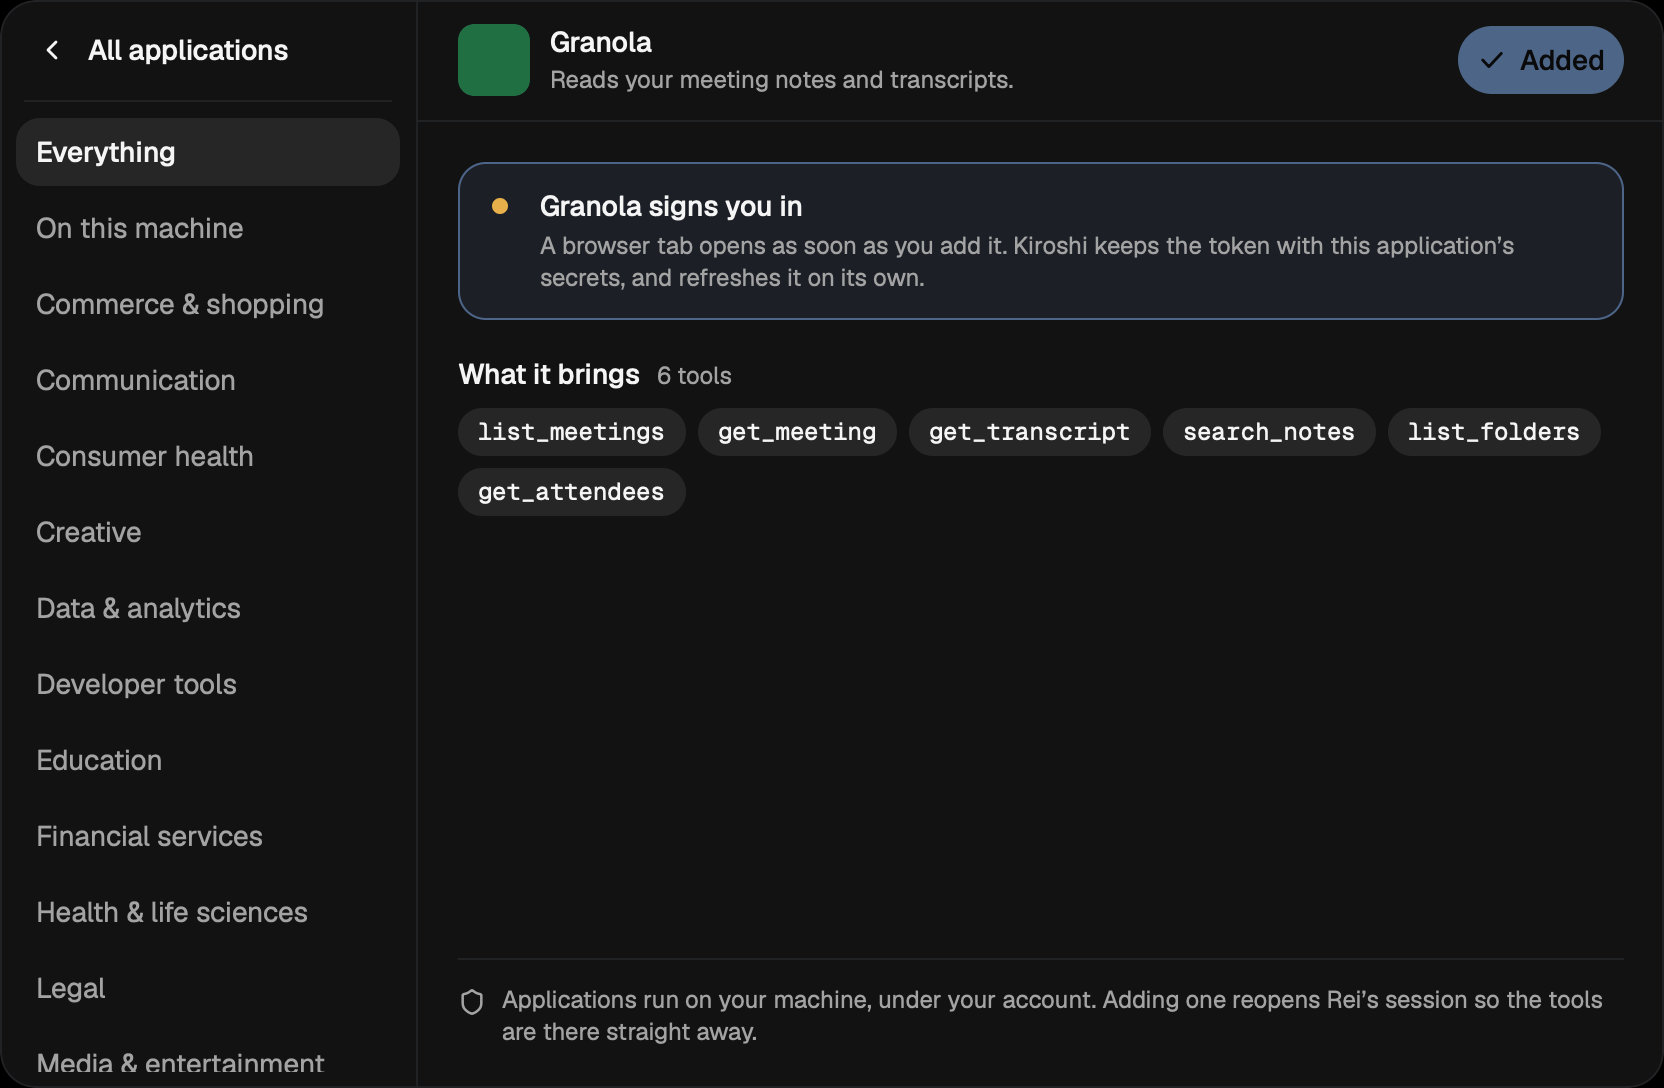 All applications
Everything
On this machine
Commerce & shopping
Communication
Consumer health
Creative
Data & analytics
Developer tools
Education
Financial services
Health & life sciences
Legal
Media & entertainment
Granola
Reads your meeting notes and transcripts.
Added
Granola signs you in
A browser tab opens as soon as you add it. Kiroshi keeps the token with this application’s
secrets, and refreshes it on its own.
What it brings 6 tools
list_meetings get_meeting get_transcript search_notes list_folders
get_attendees
Applications run on your machine, under your account. Adding one reopens Rei’s session so the tools
are there straight away.